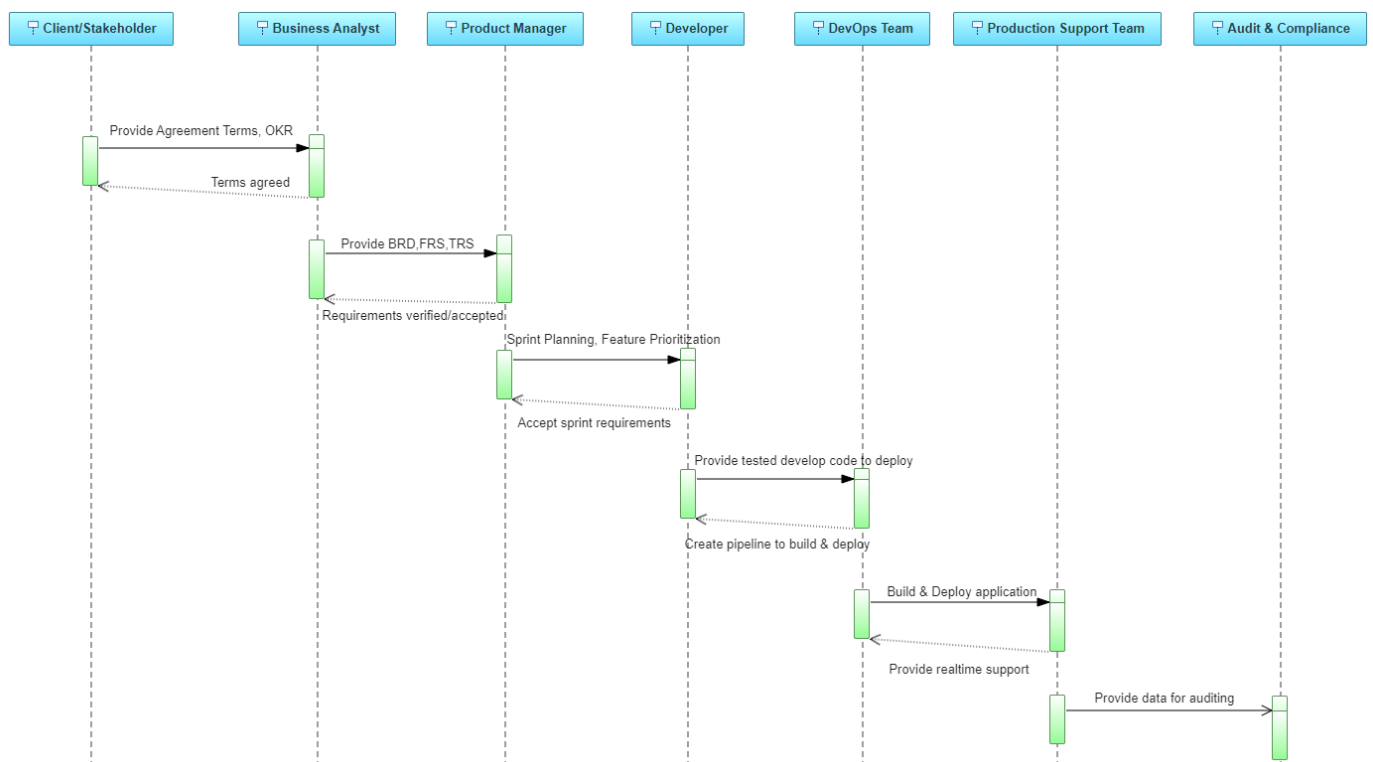 Client/Stakeholder
Business Analyst
Product Manager
Developer
DevOps Team
Production Support Team
Audit & Compliance
Provide Agreement Terms, OKR
Terms agreed
Provide BRD,FRS,TRS
Requirements verified/accepted
Sprint Planning, Feature Prioritization
Accept sprint requirements
Provide tested develop code to deploy
Create pipeline to build & deploy
Build & Deploy application
Provide realtime support
Provide data for auditing